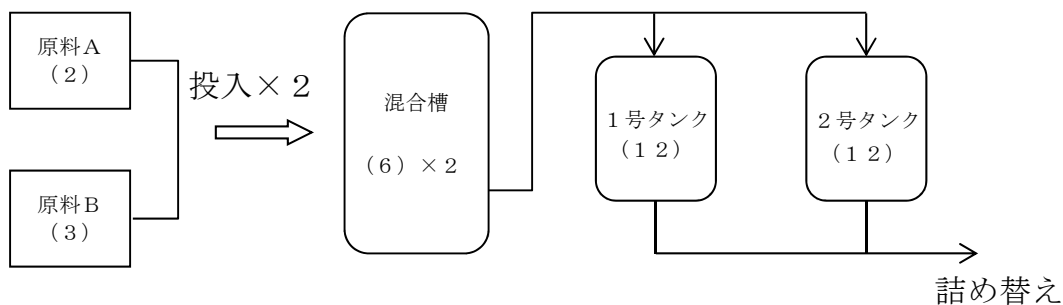 原料A
(2)
投入×2
原料B
(3)
混合槽
(6)×2
1号タンク
(12)
2号タンク
(12)
詰め替え